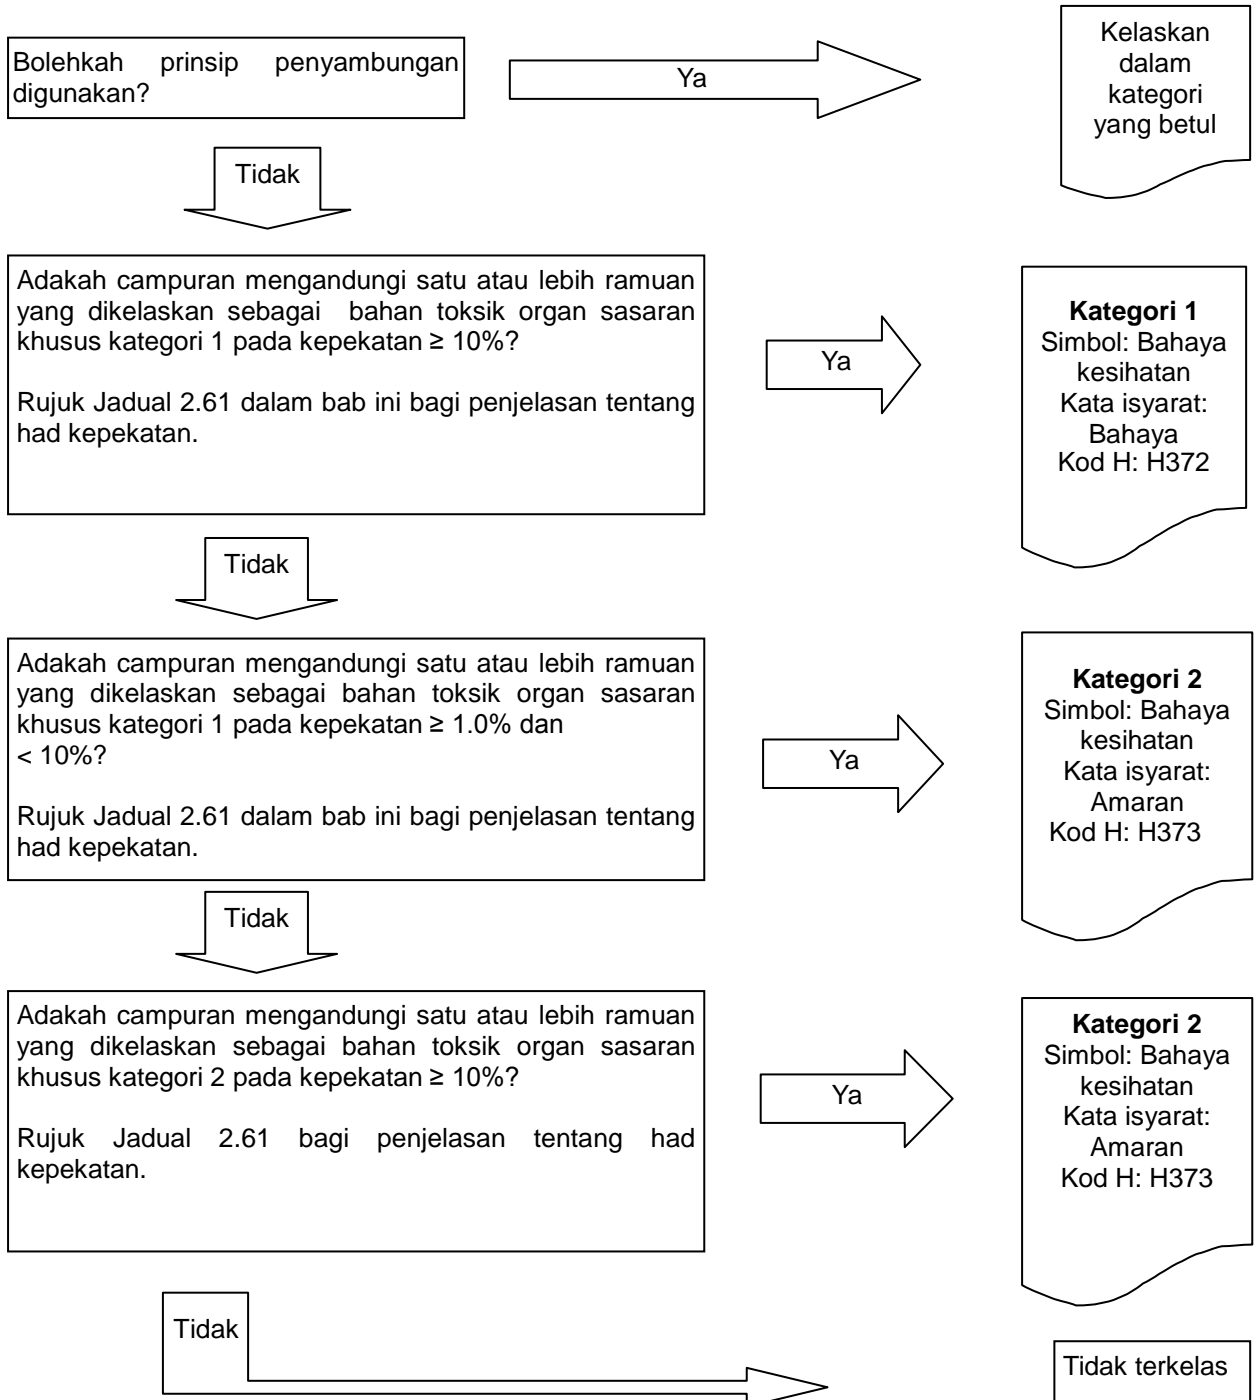 Bolehkah prinsip penyambungan
digunakan?
Ya
Kelaskan
dalam
kategori
yang betul
Tidak
Adakah campuran mengandungi satu atau lebih ramuan
yang dikelaskan sebagai bahan toksik organ sasaran
khusus kategori 1 pada kepekatan ≥ 10%?
Rujuk Jadual 2.61 dalam bab ini bagi penjelasan tentang
had kepekatan.
Ya
Kategori 1
Simbol: Bahaya
kesihatan
Kata isyarat:
Bahaya
Kod H: H372
Tidak
Adakah campuran mengandungi satu atau lebih ramuan
yang dikelaskan sebagai bahan toksik organ sasaran
khusus kategori 1 pada kepekatan ≥ 1.0% dan
< 10%?
Rujuk Jadual 2.61 dalam bab ini bagi penjelasan tentang
had kepekatan.
Ya
Kategori 2
Simbol: Bahaya
kesihatan
Kata isyarat:
Amaran
Kod H: H373
Tidak
Adakah campuran mengandungi satu atau lebih ramuan
yang dikelaskan sebagai bahan toksik organ sasaran
khusus kategori 2 pada kepekatan ≥ 10%?
Rujuk Jadual 2.61 bagi penjelasan tentang had
kepekatan.
Ya
Kategori 2
Simbol: Bahaya
kesihatan
Kata isyarat:
Amaran
Kod H: H373
Tidak
Tidak terkelas